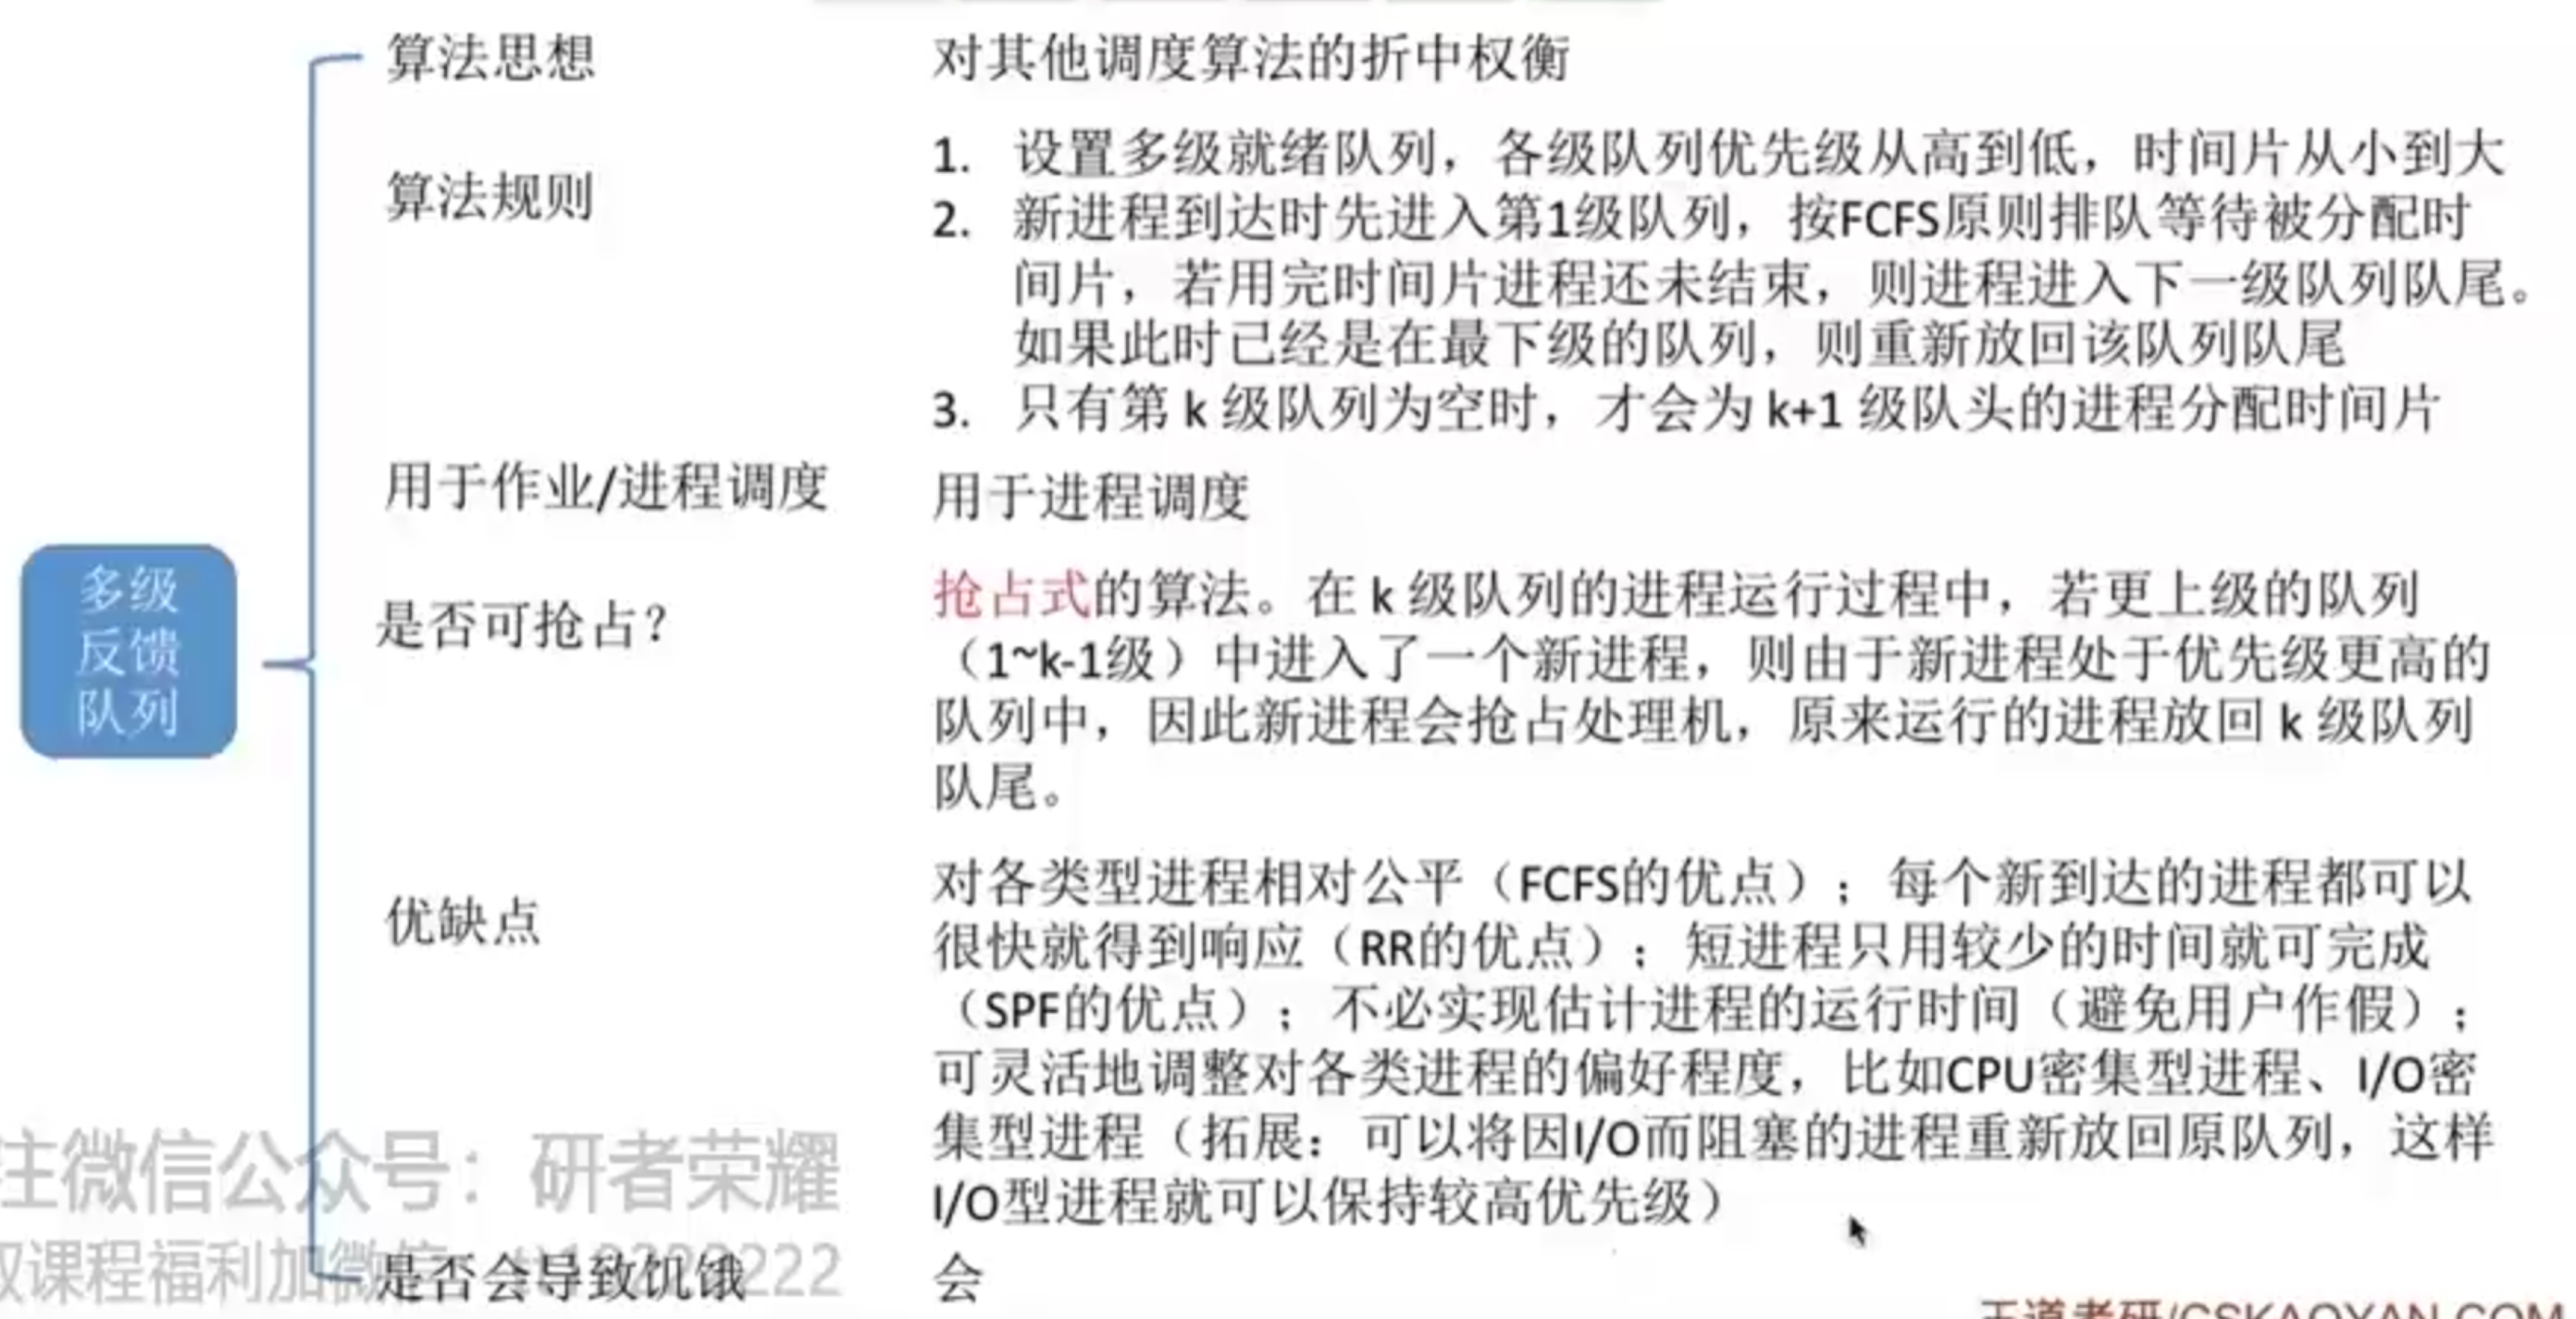 算法思想
对其他调度算法的折中权衡
算法规则
1. 设置多级就绪队列，各级队列优先级从高到低，时间片从小到大
2. 新进程到达时先进入第1级队列，按FCFS原则排队等待被分配时
间片，若用完时间片进程还未结束，则进程进入下一级队列队尾。
如果此时已经是在最下级的队列，则重新放回该队列队尾
3. 只有第 k 级队列为空时，才会为 k+1 级队头的进程分配时间片
用于作业/进程调度
用于进程调度
多级
反馈
队列
是否可抢占？
抢占式的算法。在 k 级队列的进程运行过程中，若更上级的队列
（1~k-1级）中进入了一个新进程，则由于新进程处于优先级更高的
队列中，因此新进程会抢占处理机，原来运行的进程放回 k 级队列
队尾。
优缺点
对各类型进程相对公平（FCFS的优点）；每个新到达的进程都可以
很快就得到响应（RR的优点）；短进程只用较少的时间就可完成
（SPF的优点）；不必实现估计进程的运行时间（避免用户作假）；
可灵活地调整对各类进程的偏好程度，比如CPU密集型进程、I/O密
集型进程（拓展：可以将因I/O而阻塞的进程重新放回原队列，这样
I/O型进程就可以保持较高优先级）
注微信公众号：研者荣耀
课程福利加微信
是否会导致饥饿
会
王道考研/CSKAOYAN.COM